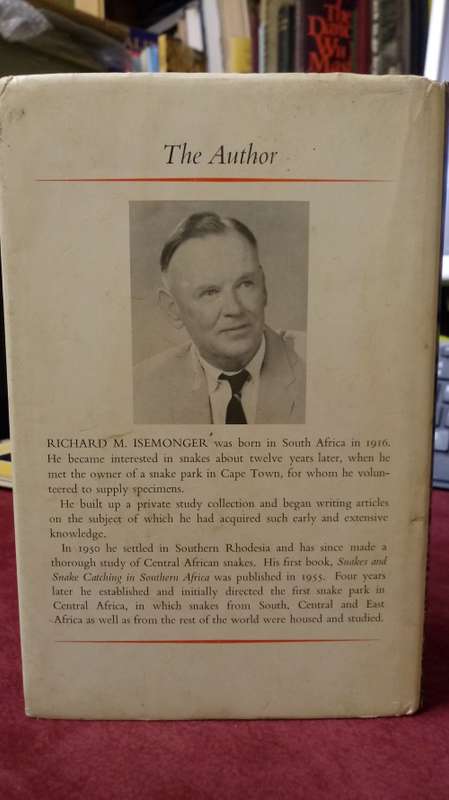 The Author
RICHARD M. ISEMONGER was born in South Africa in 1916.
He became interested in snakes about twelve years later, when he
met the owner of a snake park in Cape Town, for whom he volun-
teered to supply specimens.
He built up a private study collection and began writing articles
on the subject of which he had acquired such early and extensive
knowledge.
In 1950 he settled in Southern Rhodesia and has since made a
thorough study of Central African snakes. His first book, Snakes and
Snake Catching in Southern Africa was published in 1955. Four years
later he established and initially directed the first snake park in
Central Africa, in which snakes from South, Central and East
Africa as well as from the rest of the world were housed and studied.